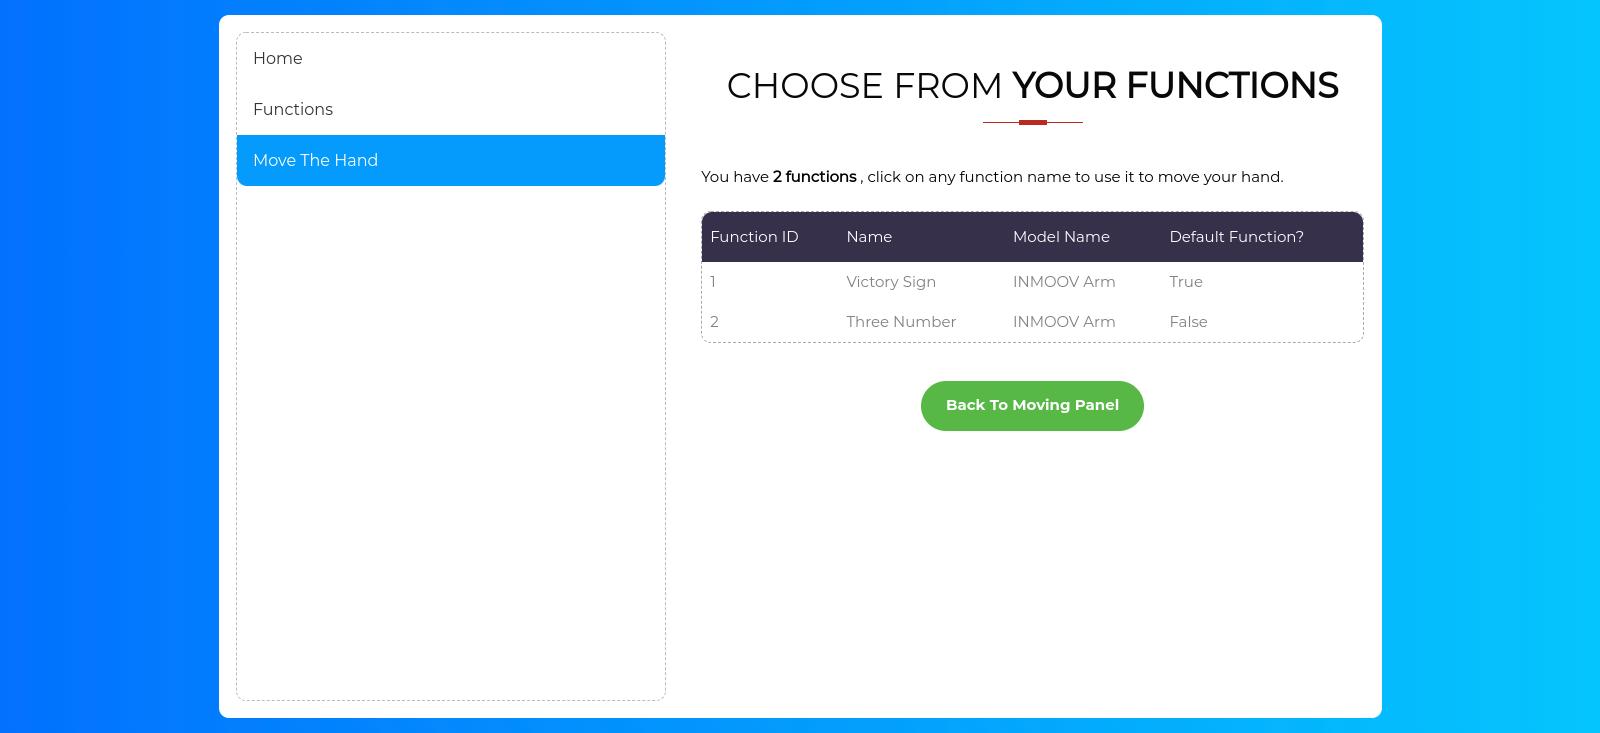 Home
Functions
Move The Hand
CHOOSE FROM YOUR FUNCTIONS
You have 2 functions , click on any function name to use it to move your hand.
Function ID Name Model Name Default Function?
1 Victory Sign INMOOV Arm True
2 Three Number INMOOV Arm False
Back To Moving Panel